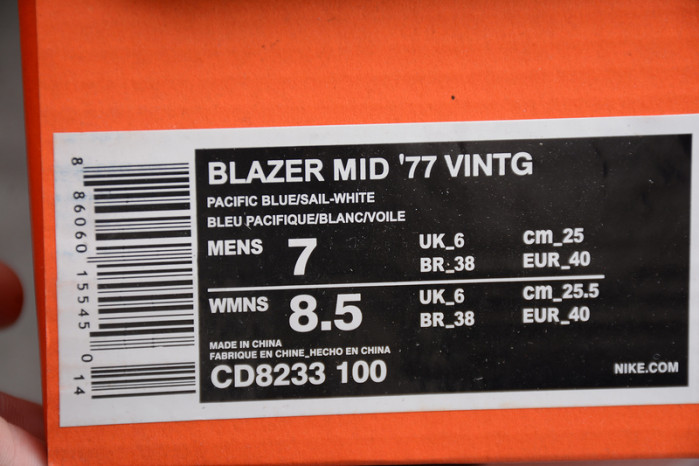 BLAZER MID '77 VINTG
PACIFIC BLUE/SAIL-WHITE
BLEU PACIFIQUE/BLANC/VOILE
MENS 7 UK_6 cm_25
BR_38 EUR_40
WMNS 8.5 UK_6 cm_25.5
BR_38 EUR_40
MADE IN CHINA
FABRIQUE EN CHINE_HECHO EN CHINA
CD8233 100
NIKE.COM
8 86060 15545 0 14